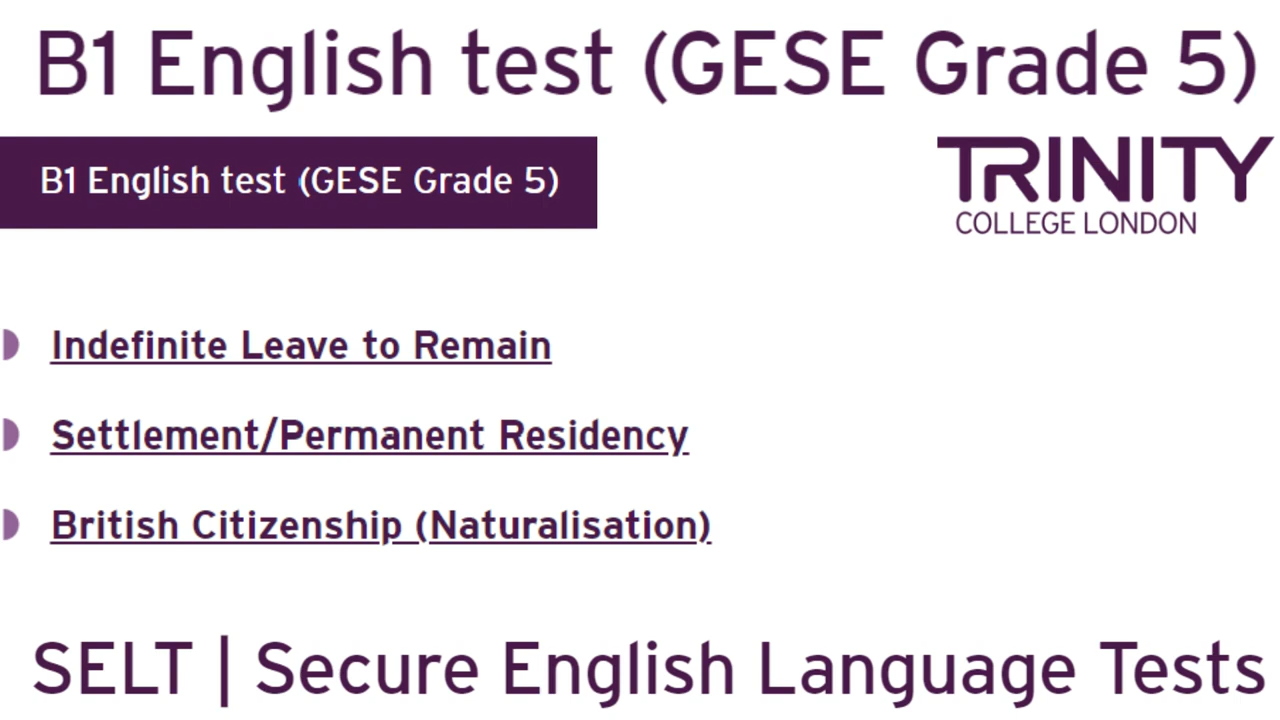 B1 English test (GESE Grade 5)
B1 English test (GESE Grade 5)
TRINITY
COLLEGE LONDON
Indefinite Leave to Remain
Settlement/Permanent Residency
British Citizenship (Naturalisation)
SELT | Secure English Language Tests